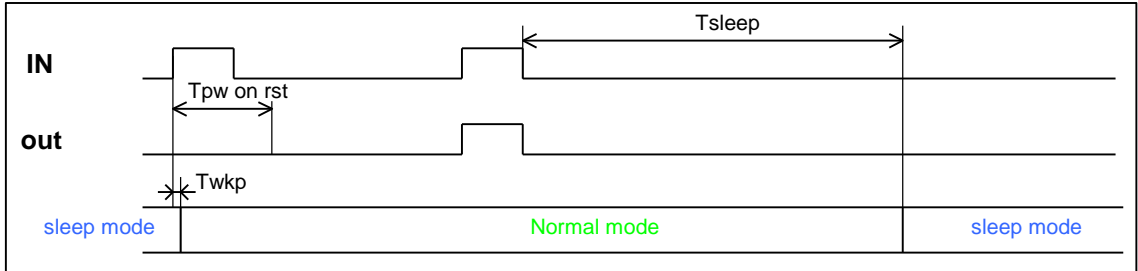 Tsleep
IN
Tpw on rst
out
Twkp
sleep mode
Normal mode
sleep mode